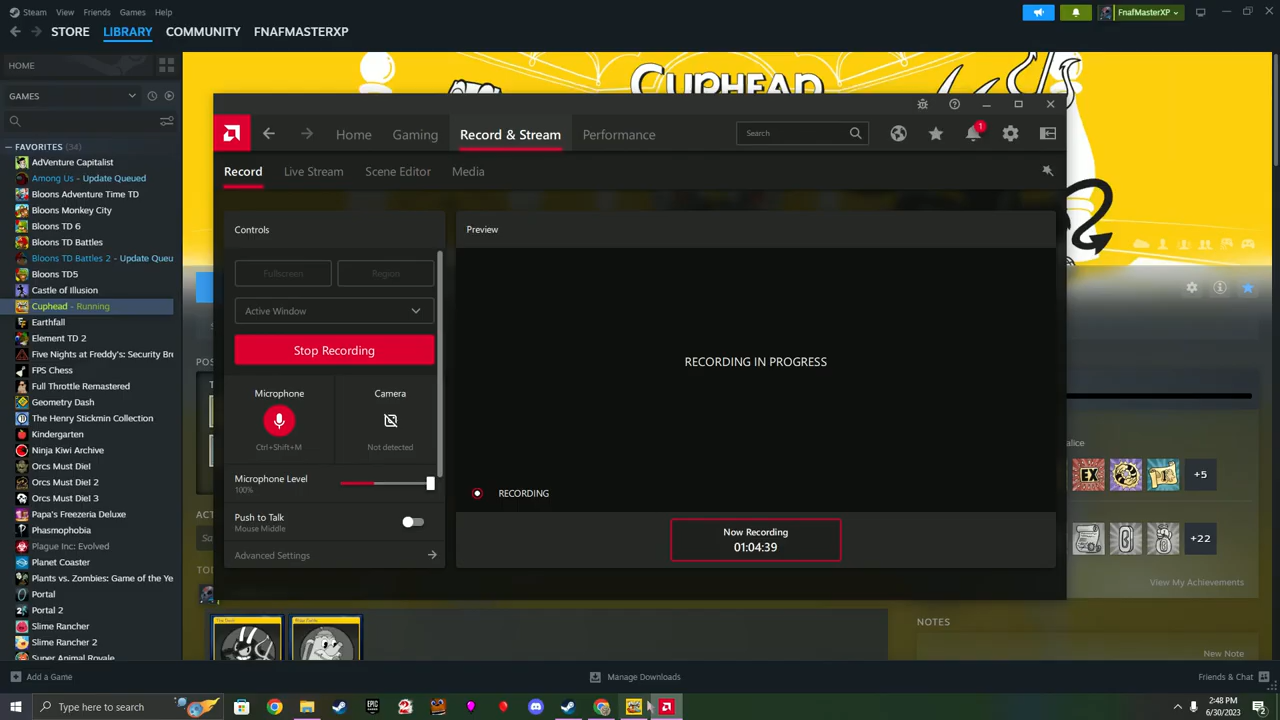 Steam View Friends Games Help
FnafMasterXP
STORE LIBRARY COMMUNITY FNAFMASTERXP
HOME
GAMES
FAVORITES (34)
AdVenture Capitalist
Among Us - Update Queued
Bloons Adventure Time TD
Bloons Monkey City
Bloons TD 6
Bloons TD Battles
Bloons TD Battles 2 - Update Queu
Bloons TD5
Castle of Illusion
Cuphead - Running
Earthfall
Element TD 2
Five Nights at Freddy's: Security Bre
FPS Chess
Full Throttle Remastered
Geometry Dash
The Henry Stickmin Collection
Kindergarten
Ninja Kiwi Archive
Orcs Must Die!
Orcs Must Die! 2
Orcs Must Die! 3
Papa's Freezeria Deluxe
Phasmophobia
Plague Inc: Evolved
Planet Coaster
Plants vs. Zombies: Game of the Ye
Portal
Portal 2
Slime Rancher
Slime Rancher 2
Super Animal Royale
CUPHEAD
Home Gaming Record & Stream Performance
Search
1
Record Live Stream Scene Editor Media
Controls
Fullscreen Region
Active Window
Stop Recording
Microphone Camera
Ctrl+Shift+M Not detected
Microphone Level
100%
Push to Talk
Mouse Middle
Advanced Settings
Preview
RECORDING IN PROGRESS
RECORDING
Now Recording
01:04:39
alice
EX
+5
+22
View My Achievements
NOTES
New Note
The Devil
Add a Game
Manage Downloads
Friends & Chat
Type here to search
EPIC
2:48 PM
6/30/2023
2